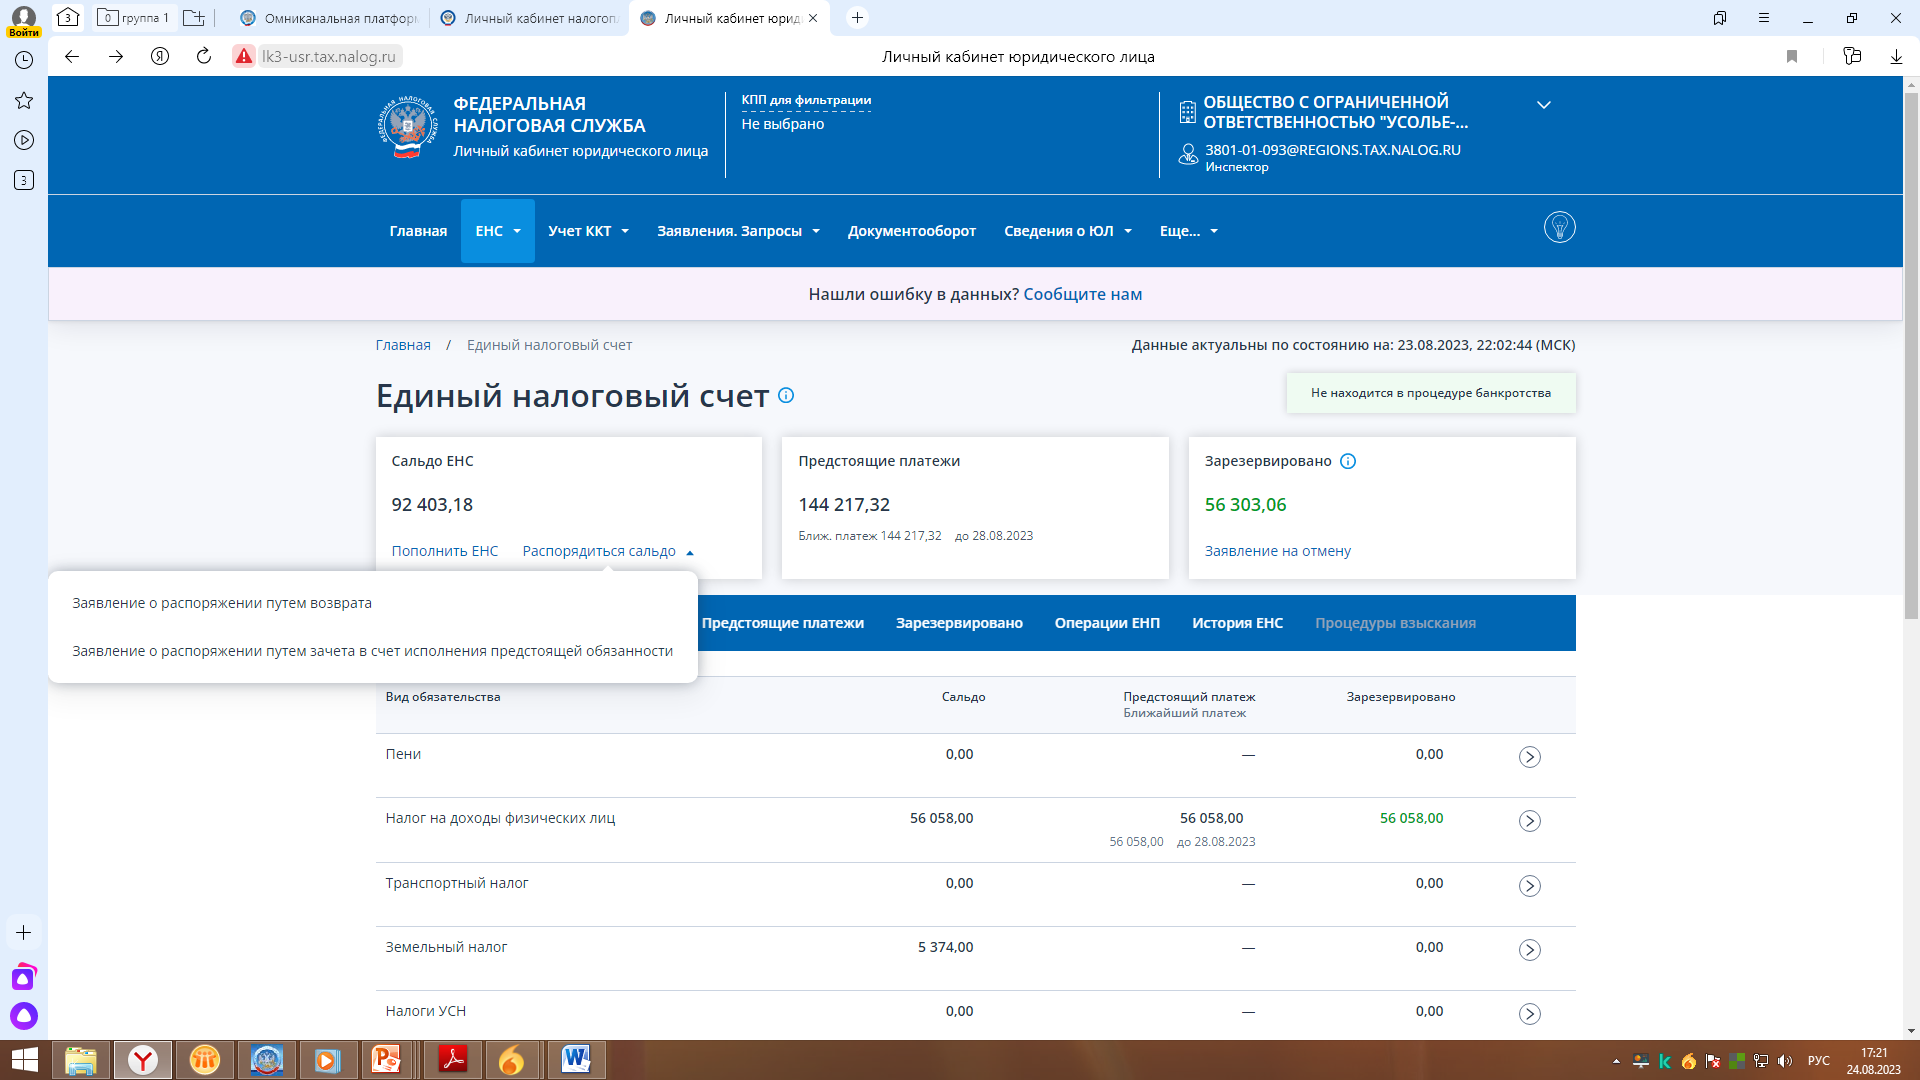 Войти
0 группа 1
Омниканальная платфор
Личный кабинет налогопл
Личный кабинет юрид
lk3-usr.tax.nalog.ru
Личный кабинет юридического лица
3
ФЕДЕРАЛЬНАЯ
НАЛОГОВАЯ СЛУЖБА
Личный кабинет юридического лица
КПП для фильтрации
Не выбрано
ОБЩЕСТВО С ОГРАНИЧЕННОЙ
ОТВЕТСТВЕННОСТЬЮ "УСОЛЬЕ-...
3801-01-093@REGIONS.TAX.NALOG.RU
Инспектор
Главная
ЕНС
Учет ККТ
Заявления. Запросы
Документооборот
Сведения о ЮЛ
Еще...
Нашли ошибку в данных? Сообщите нам
Главная / Единый налоговый счет
Данные актуальны по состоянию на: 23.08.2023, 22:02:44 (МСК)
Единый налоговый счет
Не находится в процедуре банкротства
Сальдо ЕНС
92 403,18
Пополнить ЕНС
Распорядиться сальдо
Предстоящие платежи
144 217,32
Ближ. платеж 144 217,32 до 28.08.2023
Зарезервировано
56 303,06
Заявление на отмену
Заявление о распоряжении путем возврата
Заявление о распоряжении путем зачета в счет исполнения предстоящей обязанности
Предстоящие платежи
Зарезервировано
Операции ЕНП
История ЕНС
Процедуры взыскания
Вид обязательства
Сальдо
Предстоящий платеж
Ближайший платеж
Зарезервировано
Пени 0,00 — 0,00
Налог на доходы физических лиц 56 058,00 56 058,00 56 058,00
56 058,00 до 28.08.2023
Транспортный налог 0,00 — 0,00
Земельный налог 5 374,00 — 0,00
Налоги УСН 0,00 — 0,00
РУС
17:21
24.08.2023